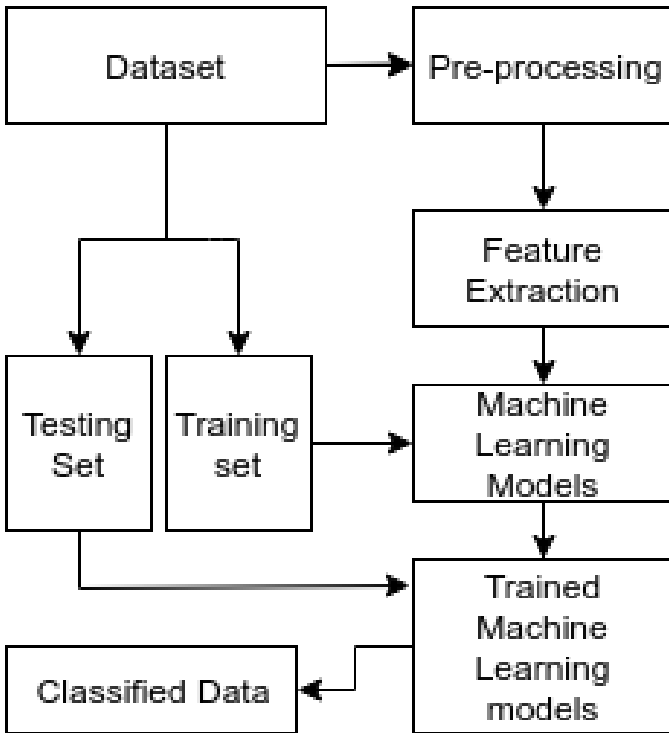 Dataset
Pre-processing
Feature
Extraction
Testing
Set
Training
set
Machine
Learning
Models
Trained
Machine
Learning
models
Classified Data